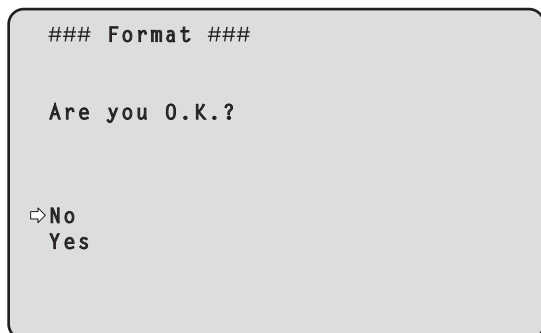 ### Format ###
Are you O.K.?
⇨No
Yes